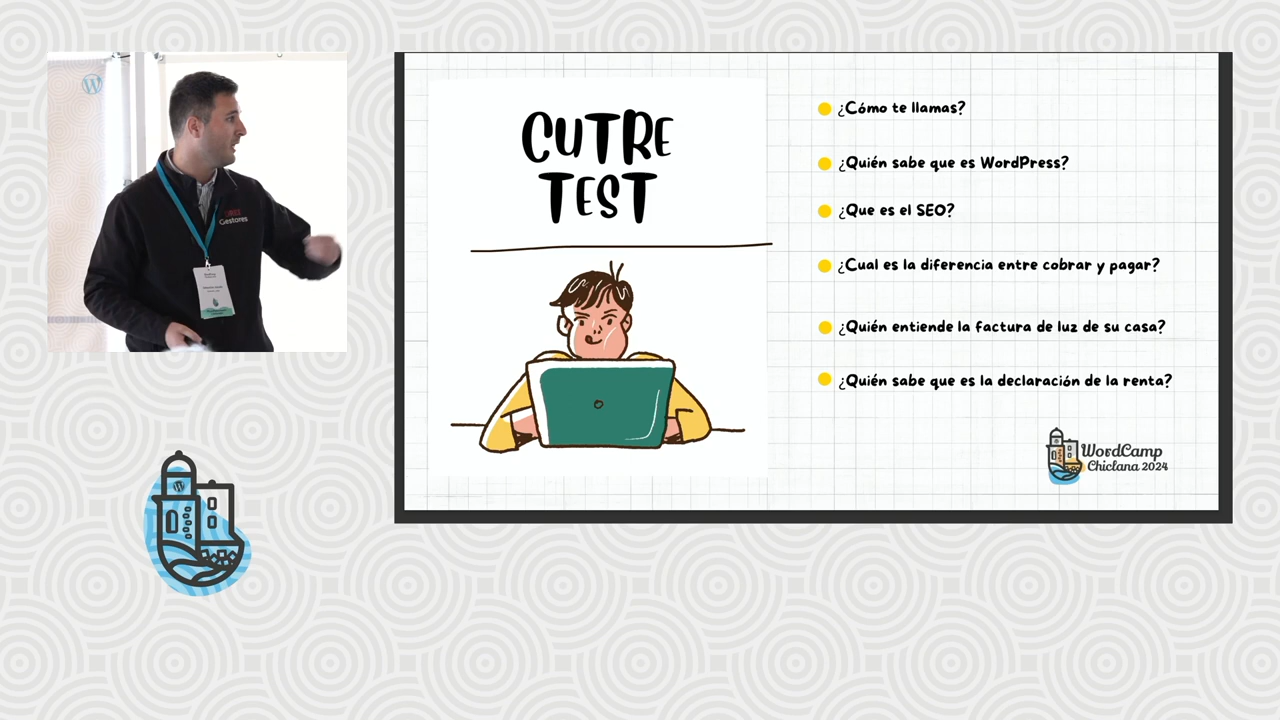 Gestores
CUTRE
TEST
¿Cómo te llamas?
¿Quién sabe que es WordPress?
¿Que es el SEO?
¿Cual es la diferencia entre cobrar y pagar?
¿Quién entiende la factura de luz de su casa?
¿Quién sabe que es la declaración de la renta?
WordCamp
Chiclana 2024